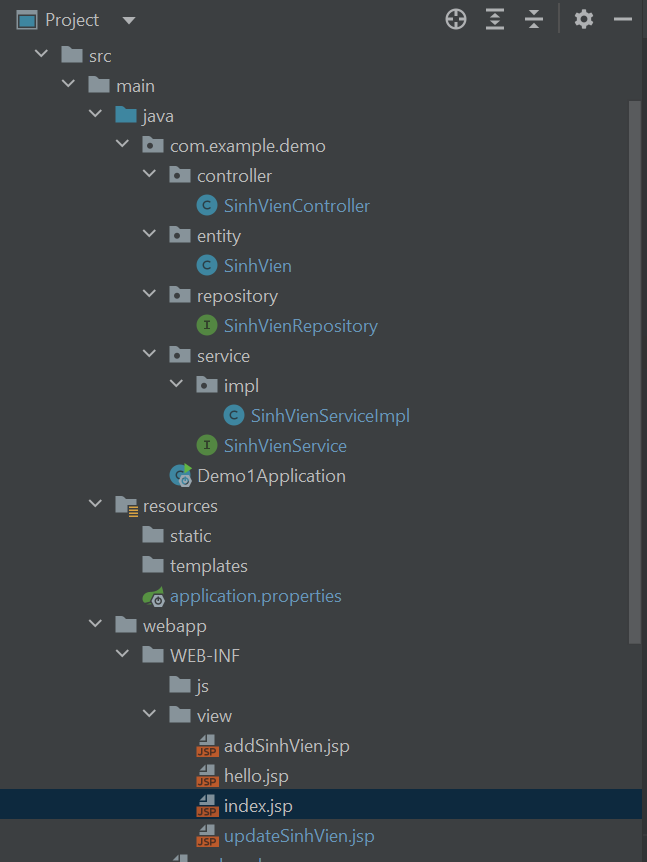 Project
src
main
java
com.example.demo
controller
C SinhVienController
entity
C SinhVien
repository
I SinhVienRepository
service
impl
C SinhVienServiceImpl
I SinhVienService
Demo1Application
resources
static
templates
application.properties
webapp
WEB-INF
js
view
JSP addSinhVien.jsp
JSP hello.jsp
JSP index.jsp
JSP updateSinhVien.jsp